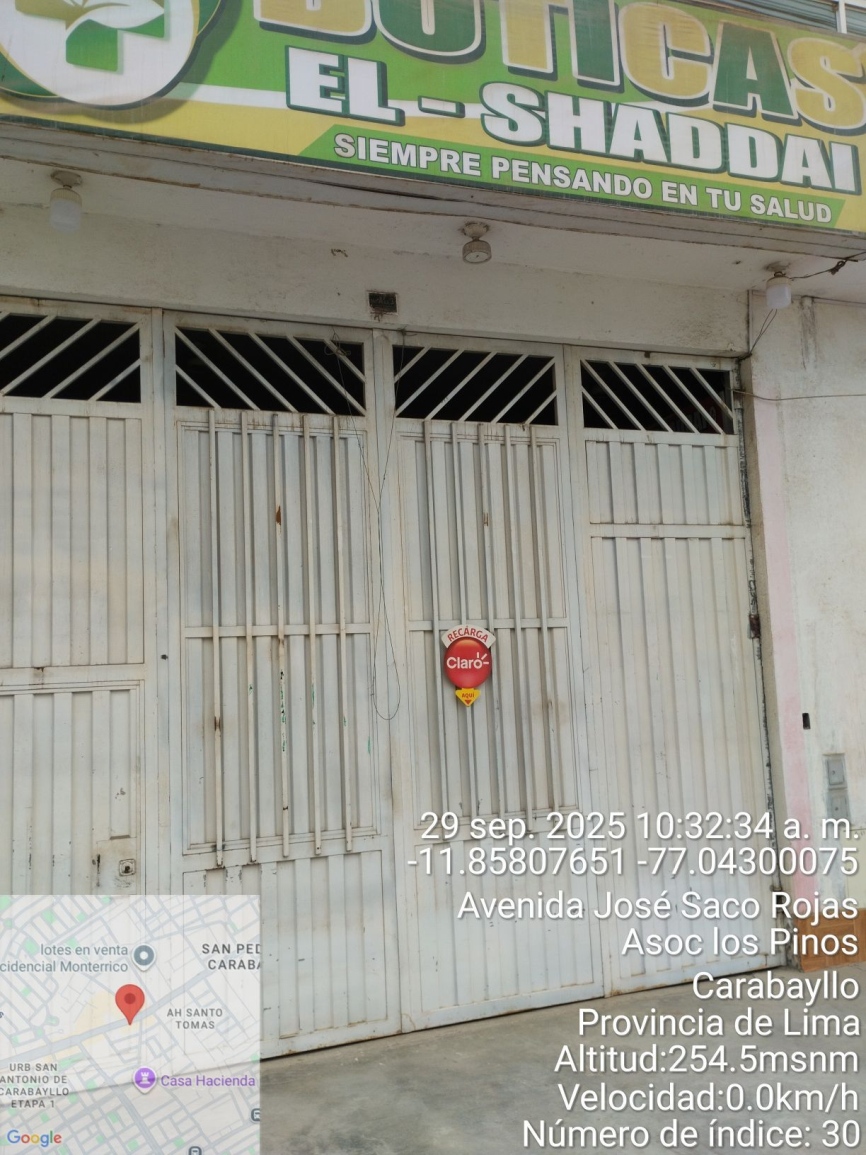 BOTICAS
EL - SHADDAI
SIEMPRE PENSANDO EN TU SALUD
RECARGA
Claro
AQUÍ
29 sep. 2025 10:32:34 a. m.
-11.85807651 -77.04300075
Avenida José Saco Rojas
Asoc los Pinos
Carabayllo
Provincia de Lima
Altitud:254.5msnm
Velocidad:0.0km/h
Número de índice: 30
lotes en venta
cidencial Monterrico
SAN PED
CARABA
AH SANTO
TOMAS
URB SAN
ANTONIO DE
CARABAYLLO
ETAPA 1
Casa Hacienda
Google